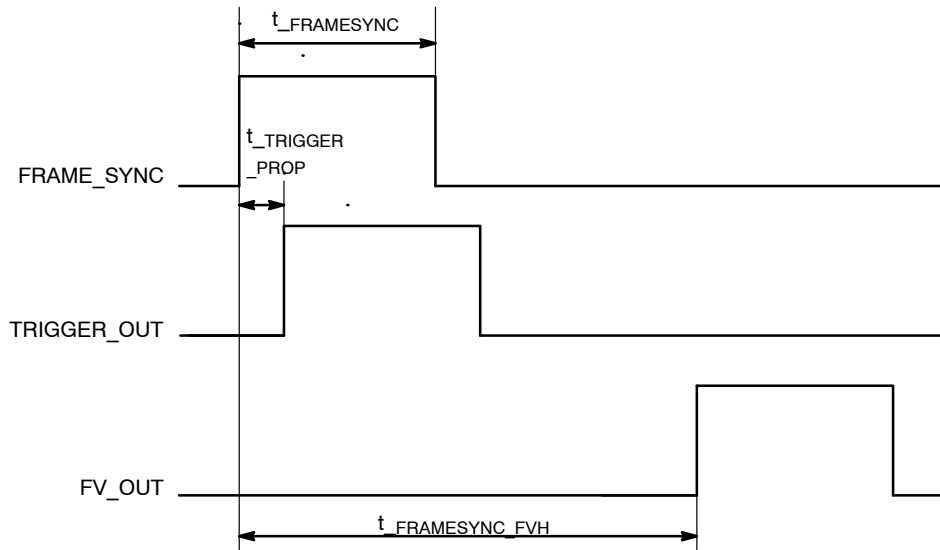 t_FRAMESYNC
t_TRIGGER
_PROP
FRAME_SYNC
TRIGGER_OUT
FV_OUT
t_FRAMESYNC_FVH